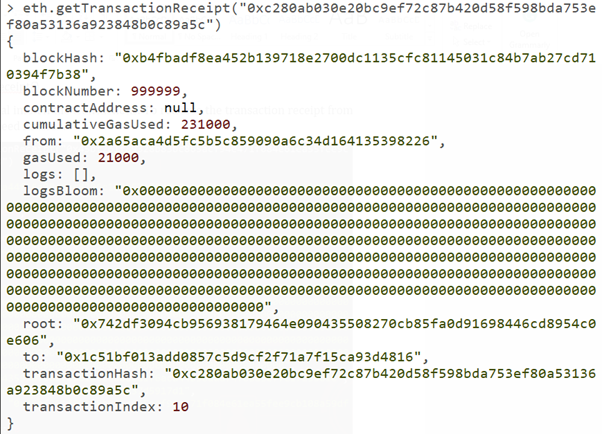 > eth.getTransactionReceipt("0xc280ab030e20bc9ef72c87b420d58f598bda753e
f80a53136a923848b0c89a5c")
{
  blockHash: "0xb4fbadf8ea452b139718e2700dc1135cfc81145031c84b7ab27cd71
0394f7b38",
  blockNumber: 999999,
  contractAddress: null,
  cumulativeGasUsed: 231000,
  from: "0x2a65aca4d5fc5b5c859090a6c34d164135398226",
  gasUsed: 21000,
  logs: [],
  logsBloom: "0x0000000000000000000000000000000000000000000000000000000
00000000000000000000000000000000000000000000000000000000000000000000000
00000000000000000000000000000000000000000000000000000000000000000000000
00000000000000000000000000000000000000000000000000000000000000000000000
00000000000000000000000000000000000000000000000000000000000000000000000
00000000000000000000000000000000000000000000000000000000000000000000000
00000000000000000000000000000000000000000000000000000000000000000000000
0000000000000000000000000000000",
  root: "0x742df3094cb956938179464e090435508270cb85fa0d91698446cd8954c0
e606",
  to: "0x1c51bf013add0857c5d9cf2f71a7f15ca93d4816",
  transactionHash: "0xc280ab030e20bc9ef72c87b420d58f598bda753ef80a53136
a923848b0c89a5c",
  transactionIndex: 10
}